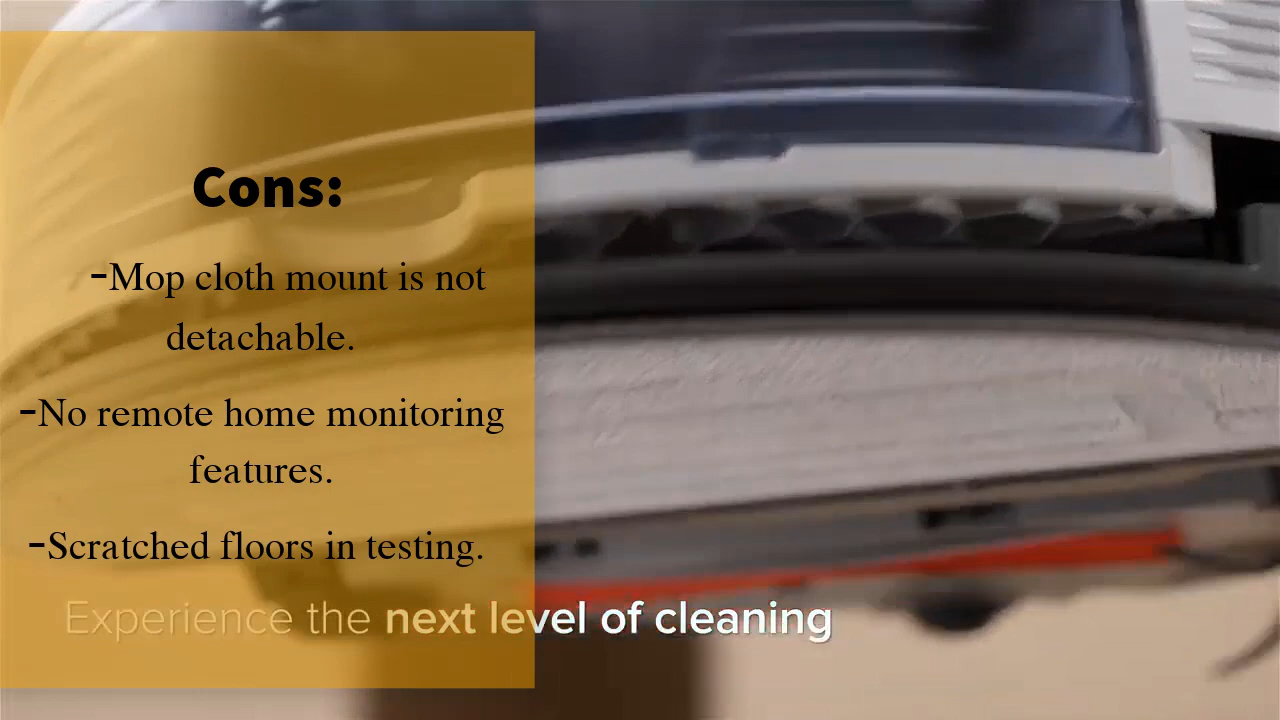 Cons:
-Mop cloth mount is not
detachable.
-No remote home monitoring
features.
-Scratched floors in testing.
Experience the next level of cleaning